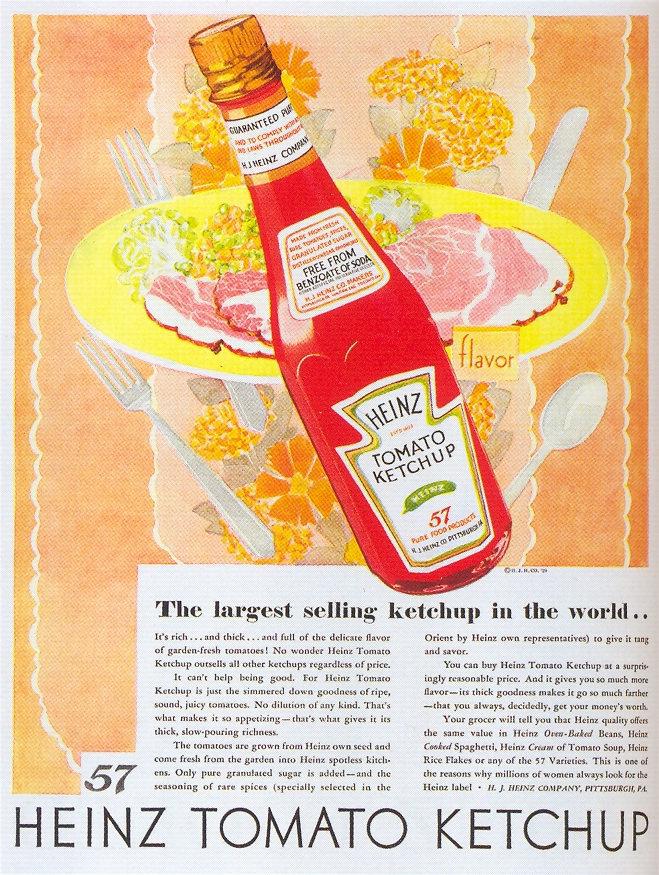 GUARANTEED PUR
AND TO COMPLY WITH
LAWS THROUGHOUT
H. J. HEINZ COMPANY
MADE FROM FRESH
RIPE TOMATOES, SPICES,
GRANULATED SUGAR
FREE FROM
BENZOATE OF SODA
H. J. HEINZ CO. MAKERS
flavor
HEINZ
TOMATO
KETCHUP
HEINZ
57
PURE FOOD PRODUCTS
H. J. HEINZ CO. PITTSBURGH PA
© H. J. H. CO. '29
The largest selling ketchup in the world..
It's rich...and thick...and full of the delicate flavor
of garden-fresh tomatoes! No wonder Heinz Tomato
Ketchup outsells all other ketchups regardless of price.
It can't help being good. For Heinz Tomato
Ketchup is just the simmered down goodness of ripe,
sound, juicy tomatoes. No dilution of any kind. That's
what makes it so appetizing—that's what gives it its
thick, slow-pouring richness.
The tomatoes are grown from Heinz own seed and
come fresh from the garden into Heinz spotless kitch-
ens. Only pure granulated sugar is added—and the
seasoning of rare spices (specially selected in the
Orient by Heinz own representatives) to give it tang
and savor.
You can buy Heinz Tomato Ketchup at a surpris-
ingly reasonable price. And it gives you so much more
flavor—its thick goodness makes it go so much farther
—that you always, decidedly, get your money's worth.
Your grocer will tell you that Heinz quality offers
the same value in Heinz Oven-Baked Beans, Heinz
Cooked Spaghetti, Heinz Cream of Tomato Soup, Heinz
Rice Flakes or any of the 57 Varieties. This is one of
the reasons why millions of women always look for the
Heinz label • H. J. HEINZ COMPANY, PITTSBURGH, PA.
57
HEINZ TOMATO KETCHUP